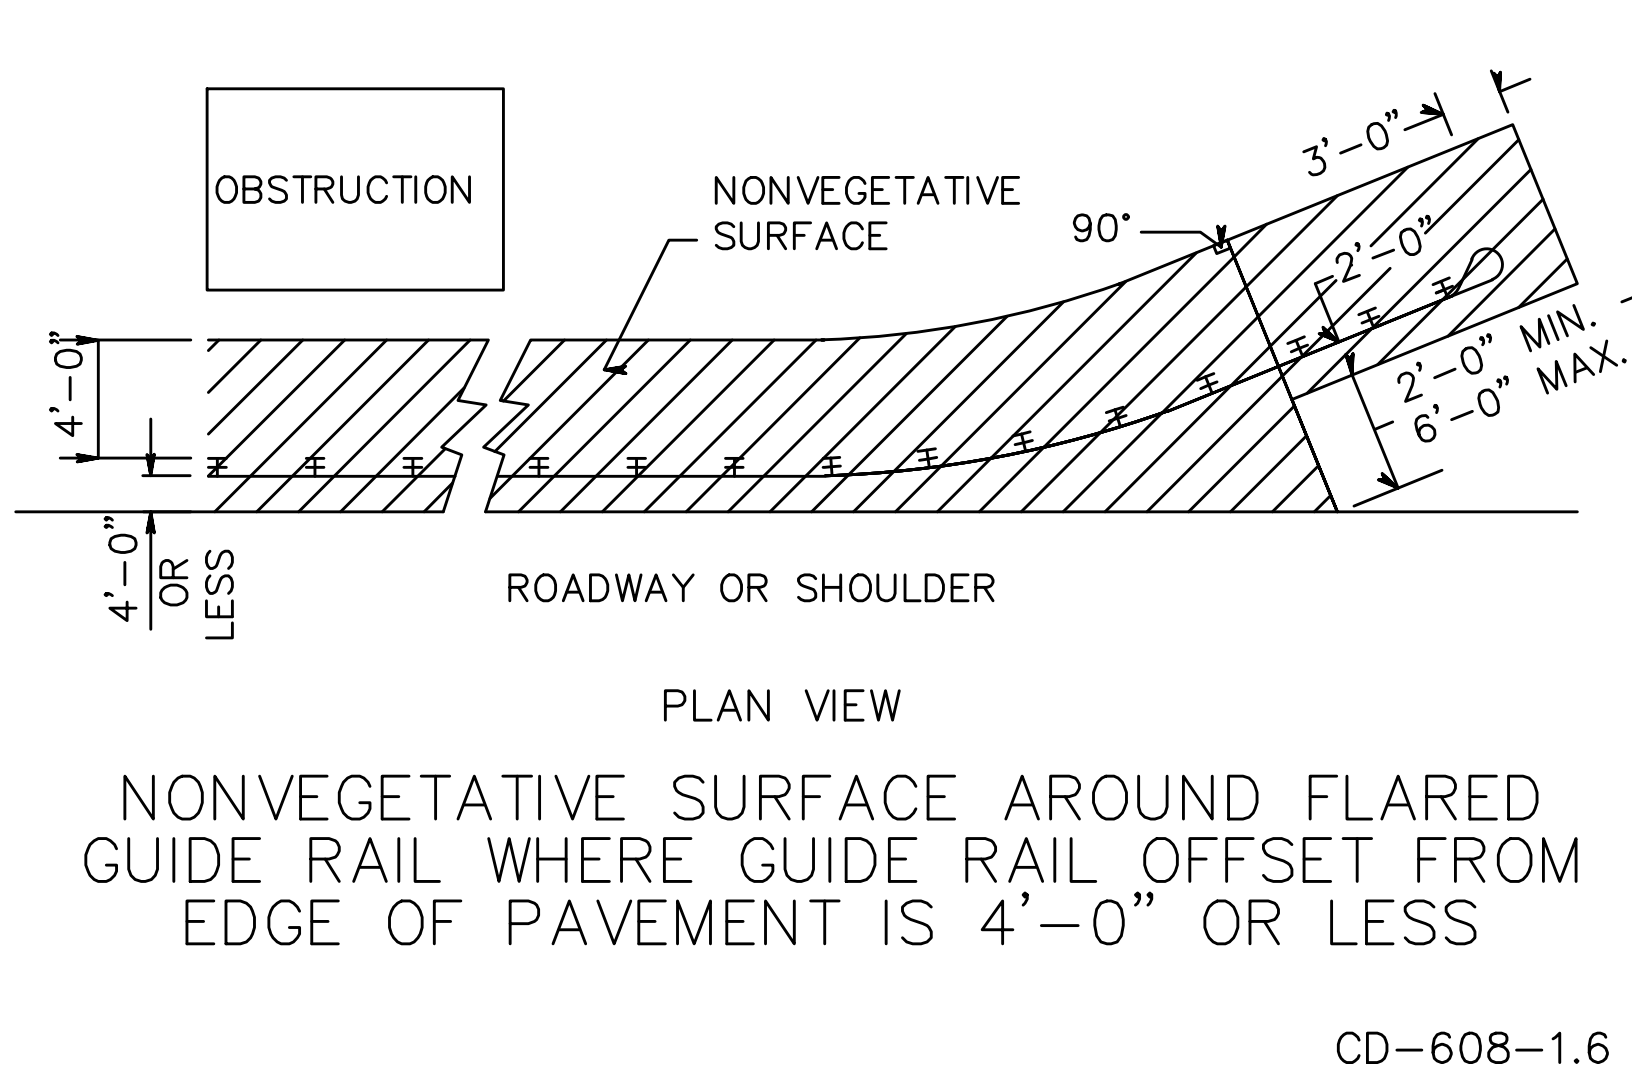 OBSTRUCTION
NONVEGETATIVE
SURFACE
90°
3'-0"
2'-0"
2'-0" MIN.
6'-0" MAX.
4'-0"
4'-0"
OR
LESS
ROADWAY OR SHOULDER
PLAN VIEW
NONVEGETATIVE SURFACE AROUND FLARED
GUIDE RAIL WHERE GUIDE RAIL OFFSET FROM
EDGE OF PAVEMENT IS 4'-0" OR LESS
CD-608-1.6